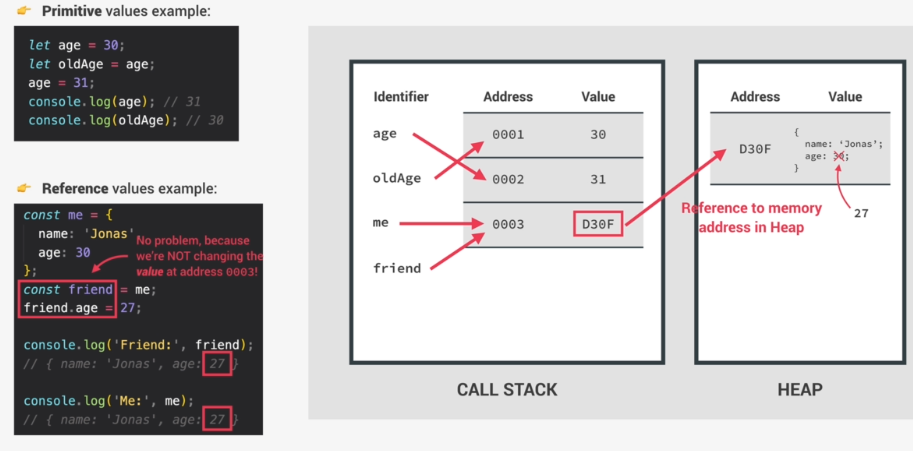 👉 Primitive values example:
let age = 30;
let oldAge = age;
age = 31;
console.log(age); // 31
console.log(oldAge); // 30
👉 Reference values example:
const me = {
name: 'Jonas'
age: 30
};
const friend = me;
friend.age = 27;
console.log('Friend:', friend);
// { name: 'Jonas', age: 27 }
console.log('Me:', me);
// { name: 'Jonas', age: 27 }
No problem, because
we're NOT changing the
value at address 0003!
Identifier Address Value
age 0001 30
oldAge 0002 31
me 0003 D30F
friend
CALL STACK
Address Value
D30F
{
name: 'Jonas';
age: 30;
}
27
Reference to memory
address in Heap
HEAP